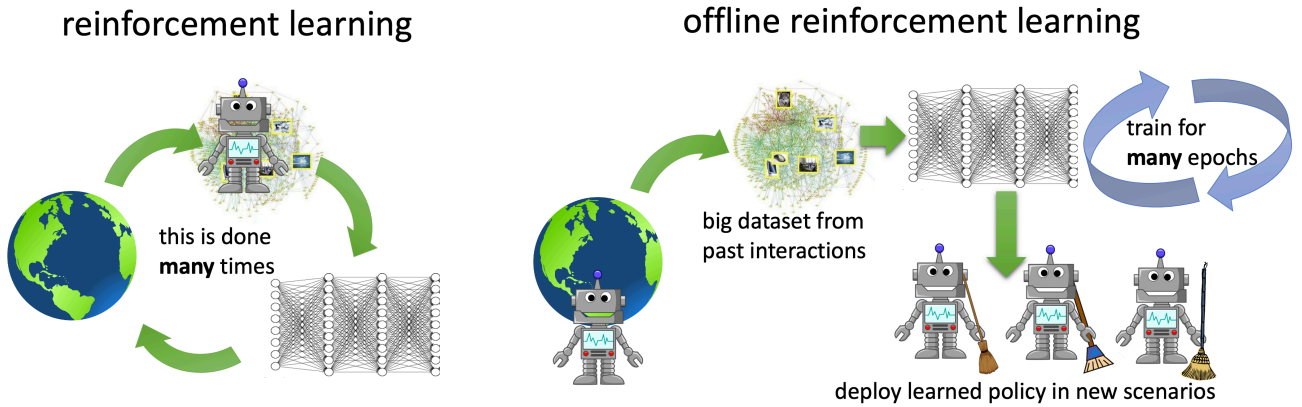 reinforcement learning
this is done
many times
offline reinforcement learning
big dataset from
past interactions
train for
many epochs
deploy learned policy in new scenarios